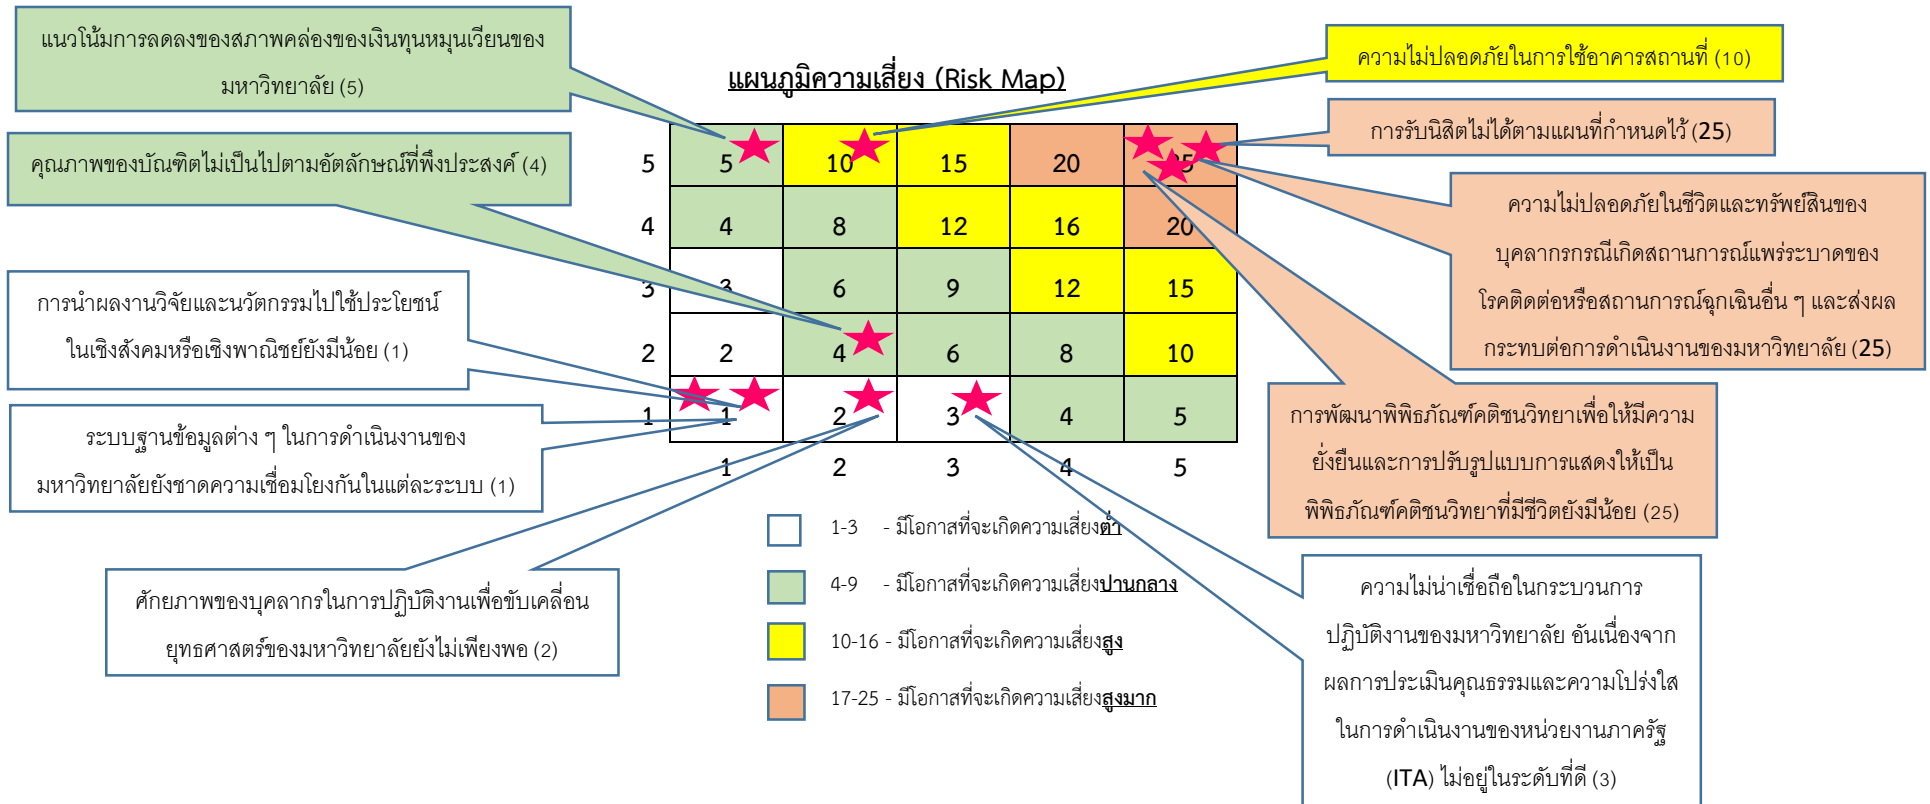 แนวโน้มการลดลงของสภาพคล่องของเงินทุนหมุนเวียนของ
มหาวิทยาลัย (5)
แผนภูมิความเสี่ยง (Risk Map)
ความไม่ปลอดภัยในการใช้อาคารสถานที่ (10)
การรับนิสิตไม่ได้ตามแผนที่กำหนดไว้ (25)
คุณภาพของบัณฑิตไม่เป็นไปตามอัตลักษณ์ที่พึงประสงค์ (4)
5 5 10 15 20 25
4 4 8 12 16 20
3 3 6 9 12 15
2 2 4 6 8 10
1 1 2 3 4 5
1 2 3 4 5
ความไม่ปลอดภัยในชีวิตและทรัพย์สินของ
บุคลากรกรณีเกิดสถานการณ์แพร่ระบาดของ
โรคติดต่อหรือสถานการณ์ฉุกเฉินอื่น ๆ และส่งผล
กระทบต่อการดำเนินงานของมหาวิทยาลัย (25)
การนำผลงานวิจัยและนวัตกรรมไปใช้ประโยชน์
ในเชิงสังคมหรือเชิงพาณิชย์ยังมีน้อย (1)
ระบบฐานข้อมูลต่าง ๆ ในการดำเนินงานของ
มหาวิทยาลัยยังขาดความเชื่อมโยงกันในแต่ละระบบ (1)
การพัฒนาพิพิธภัณฑ์คติชนวิทยาเพื่อให้มีความ
ยั่งยืนและการปรับรูปแบบการแสดงให้เป็น
พิพิธภัณฑ์คติชนวิทยาที่มีชีวิตยังมีน้อย (25)
ศักยภาพของบุคลากรในการปฏิบัติงานเพื่อขับเคลื่อน
ยุทธศาสตร์ของมหาวิทยาลัยยังไม่เพียงพอ (2)
1-3 - มีโอกาสที่จะเกิดความเสี่ยงต่ำ
4-9 - มีโอกาสที่จะเกิดความเสี่ยงปานกลาง
10-16 - มีโอกาสที่จะเกิดความเสี่ยงสูง
17-25 - มีโอกาสที่จะเกิดความเสี่ยงสูงมาก
ความไม่น่าเชื่อถือในกระบวนการ
ปฏิบัติงานของมหาวิทยาลัย อันเนื่องจาก
ผลการประเมินคุณธรรมและความโปร่งใส
ในการดำเนินงานของหน่วยงานภาครัฐ
(ITA) ไม่อยู่ในระดับที่ดี (3)